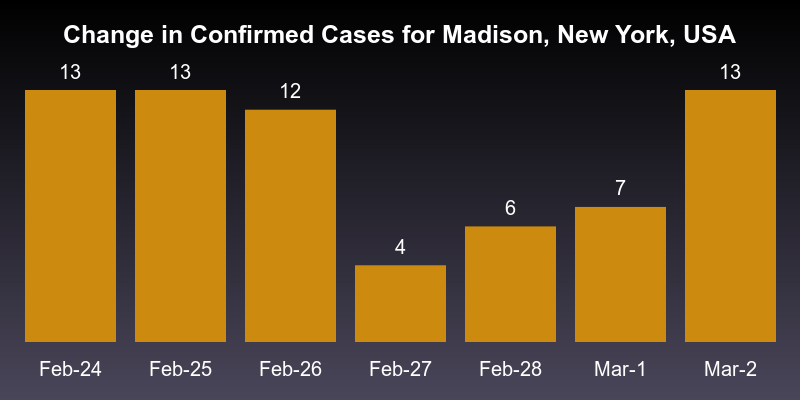 Change in Confirmed Cases for Madison, New York, USA
13 13 12 4 6 7 13
Feb-24 Feb-25 Feb-26 Feb-27 Feb-28 Mar-1 Mar-2